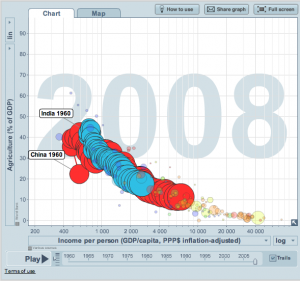 Chart Map How to use Share graph Full screen
lin
2008
Agriculture (% of GDP)
90
80
70
60
50
40
30
20
10
0
India 1960
China 1960
200 400 1 000 2 000 4 000 10 000 20 000 40 000
Income per person (GDP/capita, PPP$ inflation-adjusted) log
Play 1960 1965 1970 1975 1980 1985 1990 1995 2000 2005 Trails
Terms of use